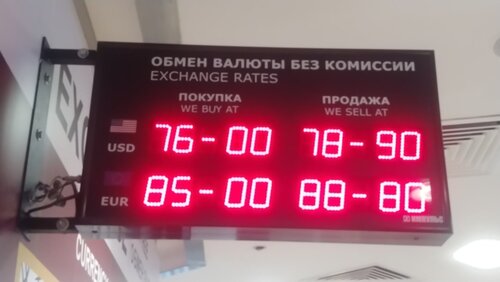 ОБМЕН ВАЛЮТЫ БЕЗ КОМИССИИ
EXCHANGE RATES
ПОКУПКА ПРОДАЖА
WE BUY AT WE SELL AT
USD 76-00 78-90
EUR 85-00 88-80